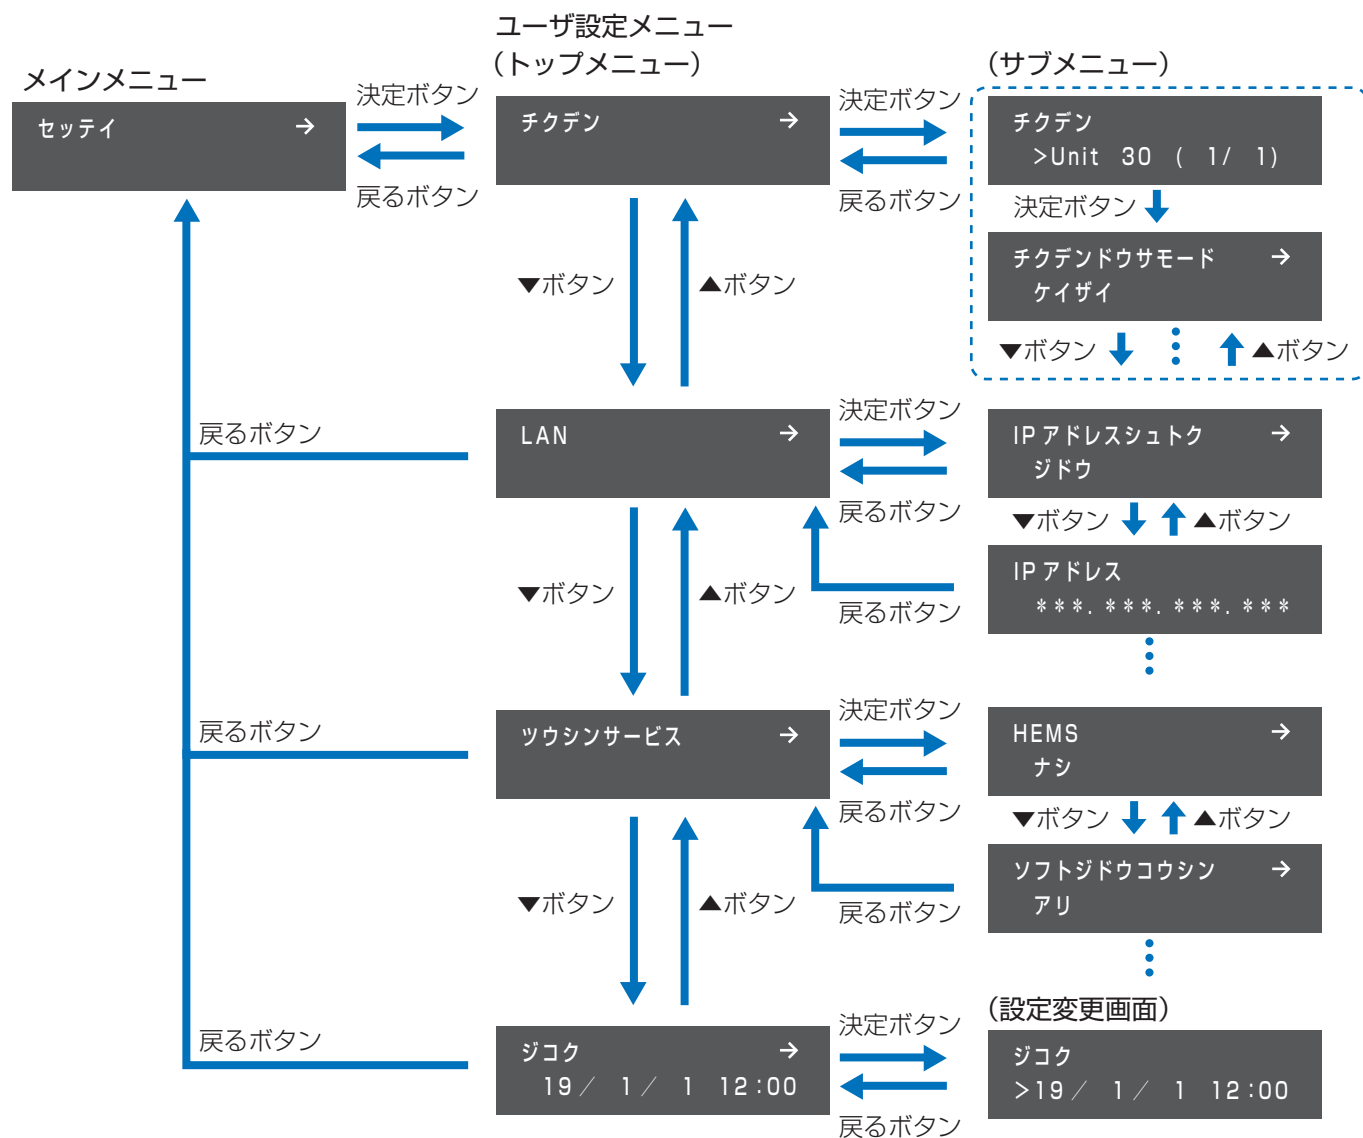 ユーザ設定メニュー
メインメニュー
(トップメニュー)
(サブメニュー)
セッテイ →
決定ボタン
戻るボタン
チクデン →
決定ボタン
戻るボタン
チクデン
>Unit 30 ( 1/ 1)
決定ボタン
チクデンドウサモード →
ケイザイ
▼ボタン
▲ボタン
▼ボタン
▲ボタン
戻るボタン
LAN →
決定ボタン
戻るボタン
IPアドレスシュトク →
ジドウ
▼ボタン
▲ボタン
IPアドレス
***.***.***.***
戻るボタン
▼ボタン
▲ボタン
戻るボタン
ツウシンサービス →
決定ボタン
戻るボタン
HEMS →
ナシ
▼ボタン
▲ボタン
ソフトジドウコウシン →
アリ
戻るボタン
▼ボタン
▲ボタン
戻るボタン
ジコク →
19/ 1/ 1 12:00
決定ボタン
戻るボタン
(設定変更画面)
ジコク
>19/ 1/ 1 12:00